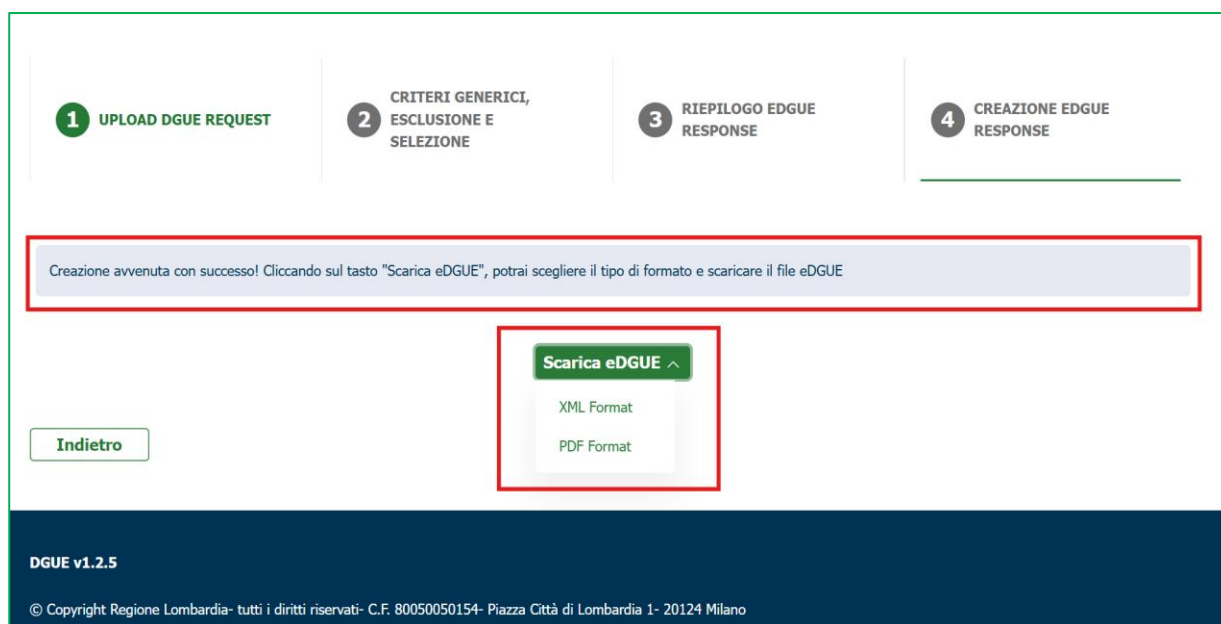 1 UPLOAD DGUE REQUEST
2 CRITERI GENERICI,
ESCLUSIONE E
SELEZIONE
3 RIEPILOGO EDGUE
RESPONSE
4 CREAZIONE EDGUE
RESPONSE
Creazione avvenuta con successo! Cliccando sul tasto "Scarica eDGUE", potrai scegliere il tipo di formato e scaricare il file eDGUE
Scarica eDGUE
XML Format
PDF Format
Indietro
DGUE v1.2.5
© Copyright Regione Lombardia- tutti i diritti riservati- C.F. 80050050154- Piazza Città di Lombardia 1- 20124 Milano